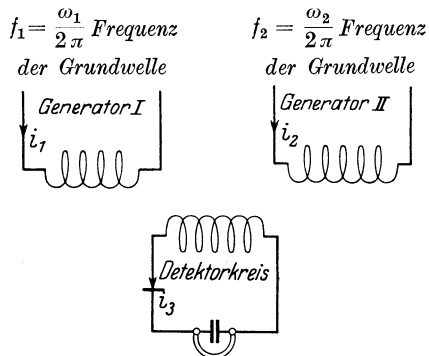 f₁ = ω₁/2π Frequenz
der Grundwelle
Generator I
i₁
f₂ = ω₂/2π Frequenz
der Grundwelle
Generator II
i₂
Detektorkreis
i₃